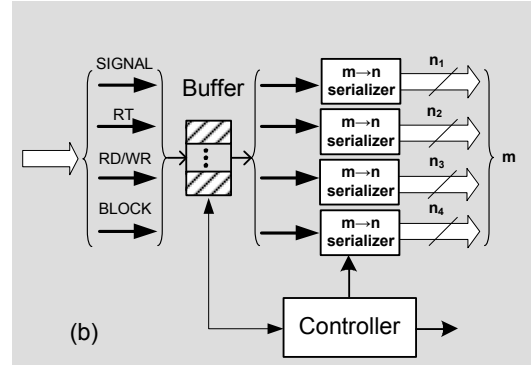 SIGNAL
RT
RD/WR
BLOCK
Buffer
m→n
serializer
m→n
serializer
m→n
serializer
m→n
serializer
n1
n2
n3
n4
m
Controller
(b)